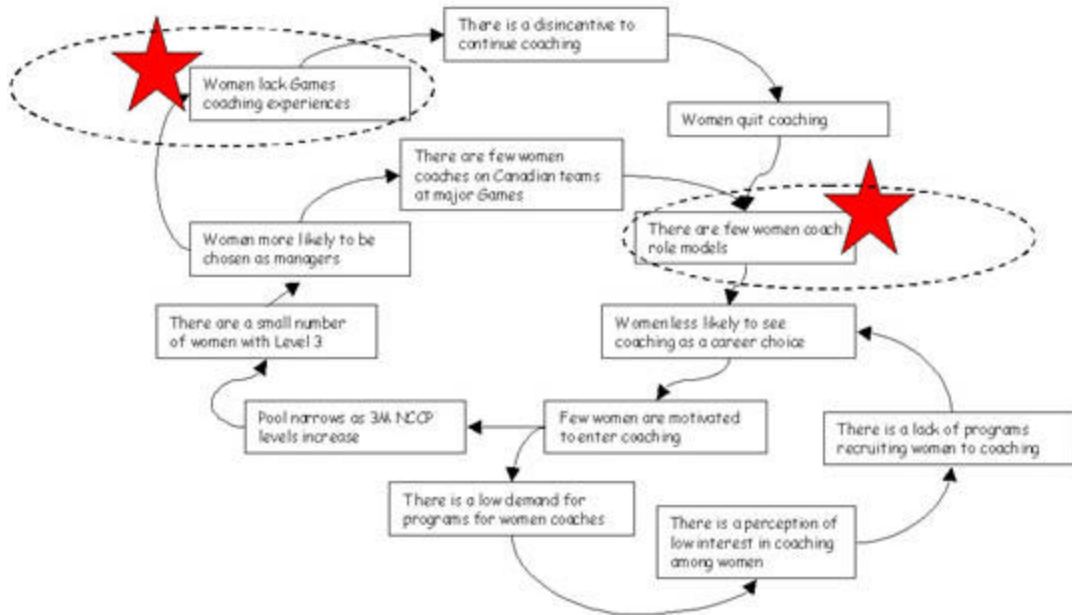 There is a disincentive to
continue coaching
Women lack Games
coaching experiences
Women quit coaching
There are few women
coaches on Canadian teams
at major Games
There are few women coach
role models
Women more likely to be
chosen as managers
There are a small number
of women with Level 3
Women less likely to see
coaching as a career choice
Pool narrows as 3M NCCP
levels increase
Few women are motivated
to enter coaching
There is a lack of programs
recruiting women to coaching
There is a low demand for
programs for women coaches
There is a perception of
low interest in coaching
among women